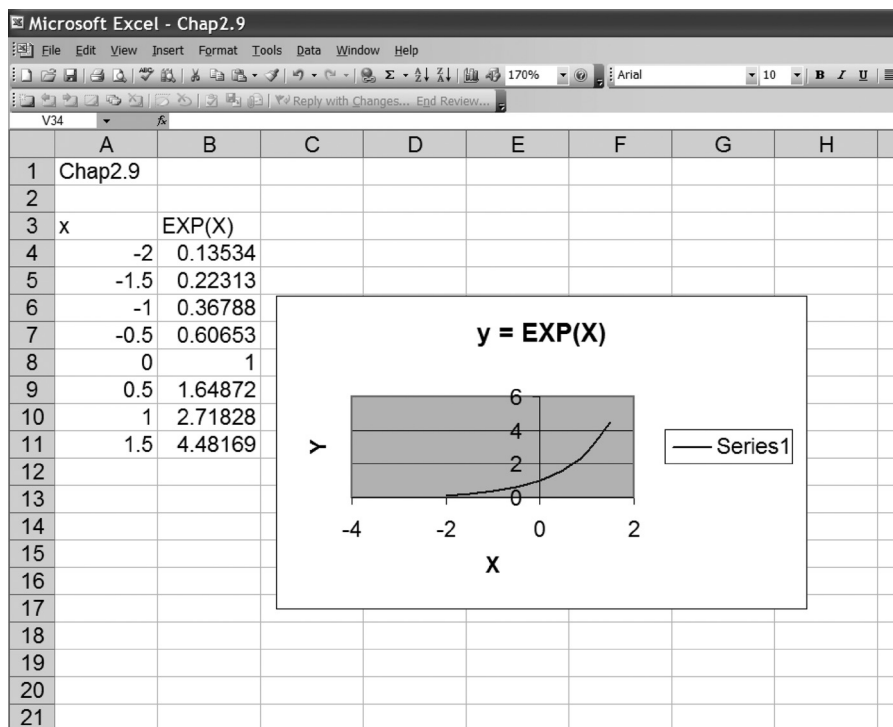 Microsoft Excel - Chap2.9
File Edit View Insert Format Tools Data Window Help
ABC Σ A Z Z A 170% Arial 10 B I U
Reply with Changes... End Review...
V34 fx
A B C D E F G H
1 Chap2.9
2
3 x EXP(X)
4 -2 0.13534
5 -1.5 0.22313
6 -1 0.36788
7 -0.5 0.60653
8 0 1
9 0.5 1.64872
10 1 2.71828
11 1.5 4.48169
12
13
14
15
16
17
18
19
20
21
y = EXP(X)
6
4
2
0
Y
-4 -2 0 2
X
Series1